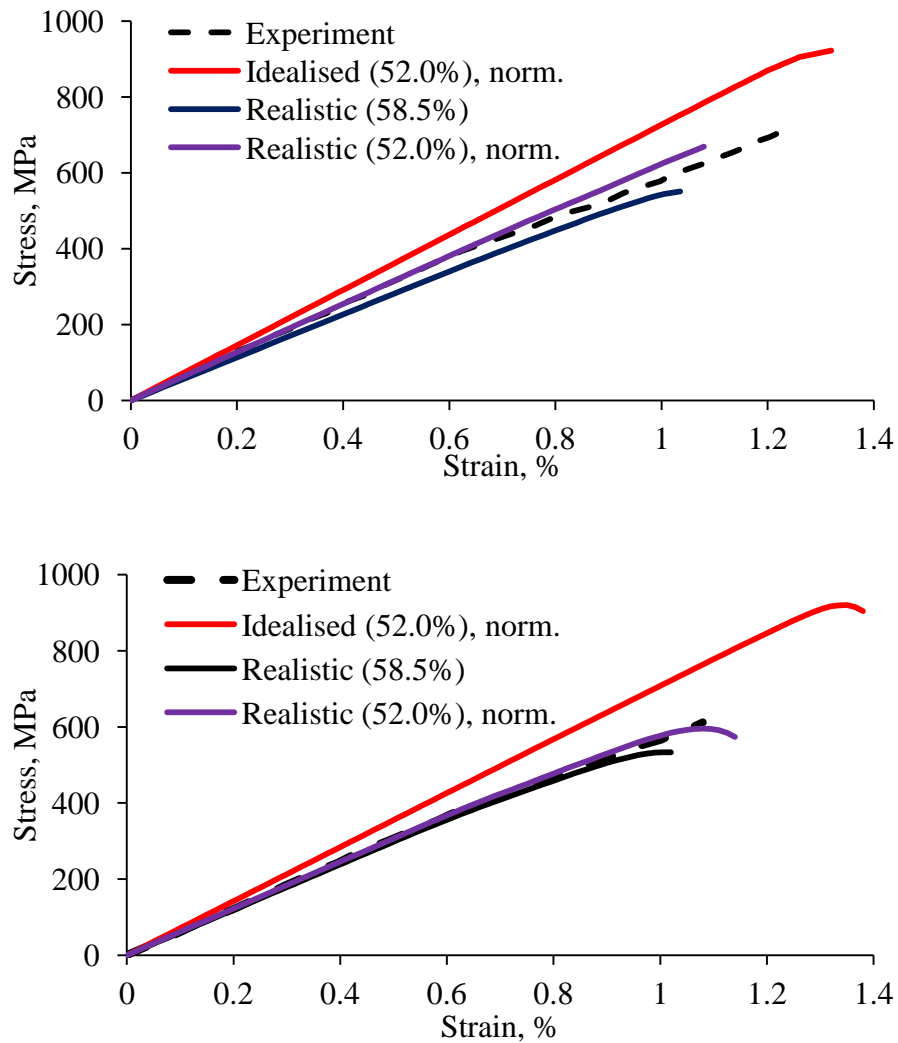 1000
800
600
400
200
0
Stress, MPa
Experiment
Idealised (52.0%), norm.
Realistic (58.5%)
Realistic (52.0%), norm.
0 0.2 0.4 0.6 0.8 1 1.2 1.4
Strain, %
1000
800
600
400
200
0
Stress, MPa
Experiment
Idealised (52.0%), norm.
Realistic (58.5%)
Realistic (52.0%), norm.
0 0.2 0.4 0.6 0.8 1 1.2 1.4
Strain, %